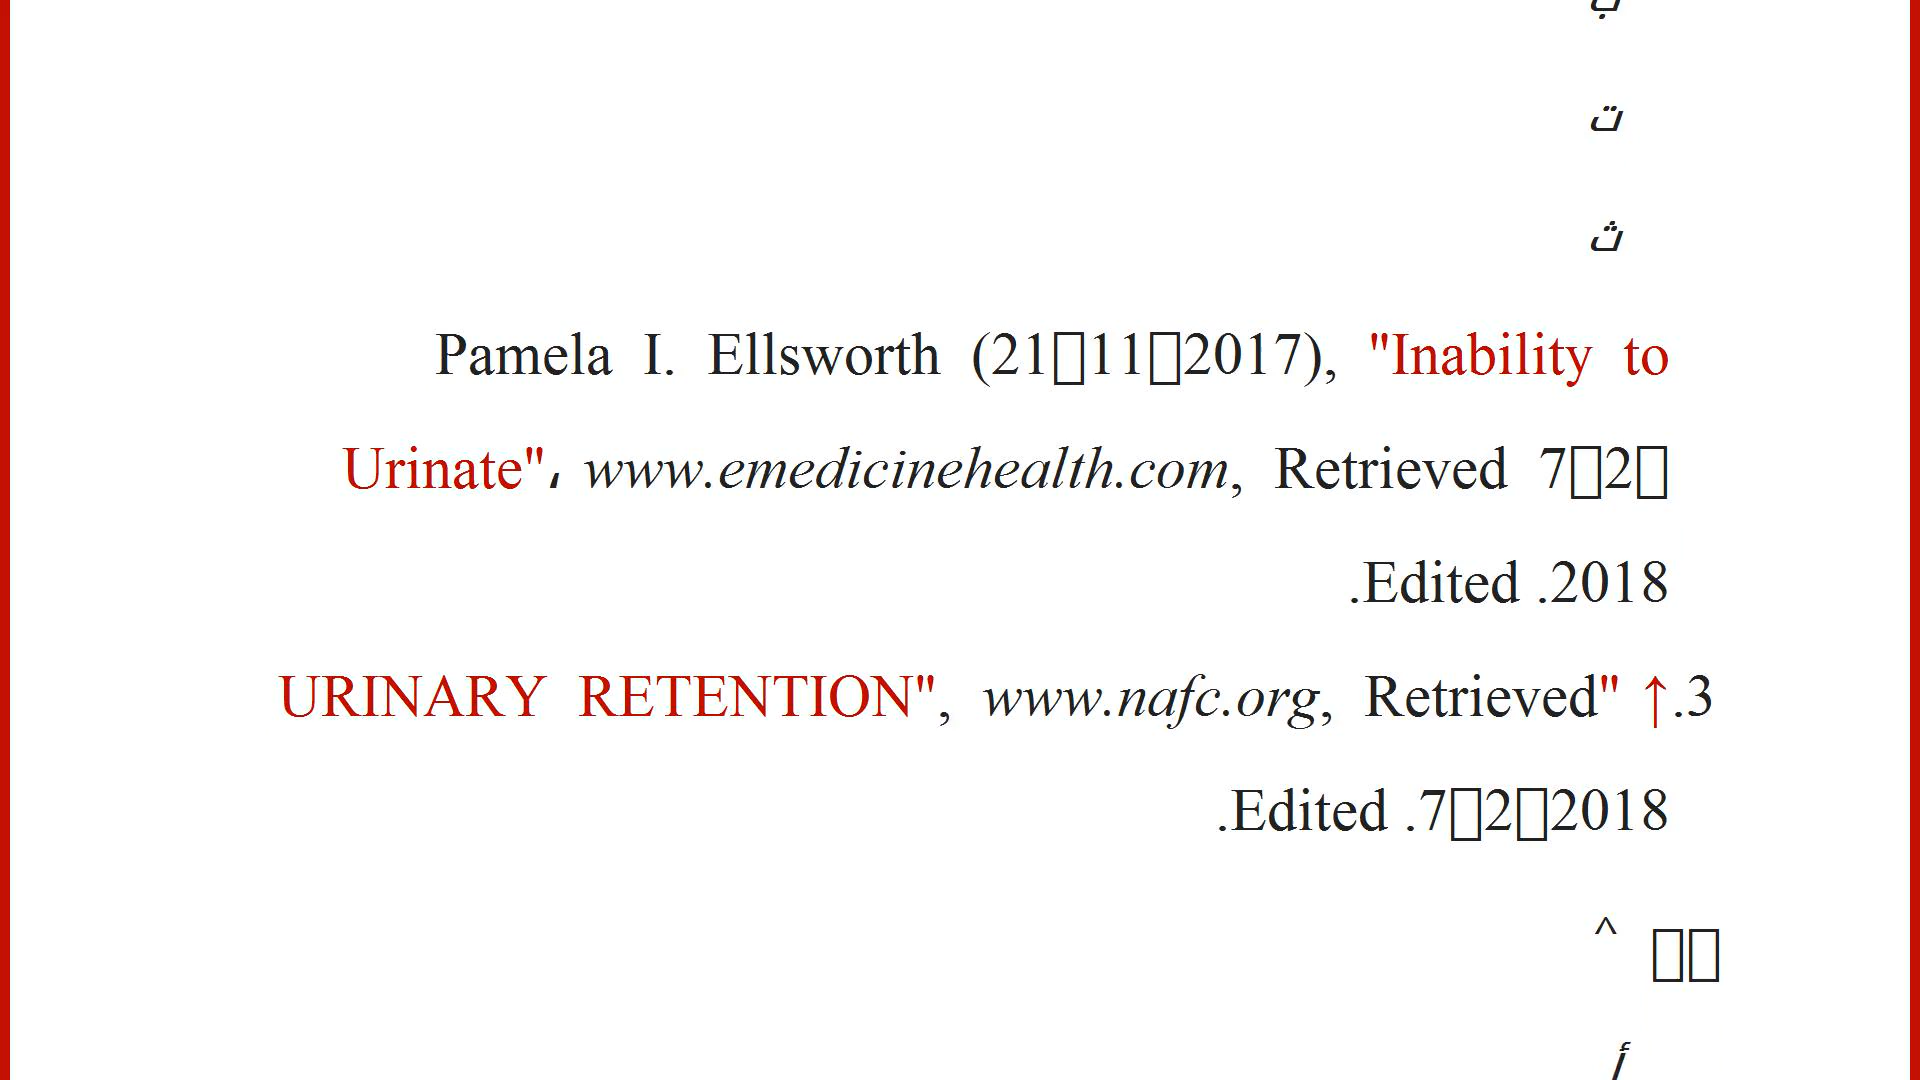 ب
ت
ث
Pamela I. Ellsworth (21▯11▯2017), "Inability to
Urinate"، www.emedicinehealth.com, Retrieved 7▯2▯
.Edited .2018
3.↑ "URINARY RETENTION", www.nafc.org, Retrieved
.Edited .7▯2▯2018
▯▯ ^
أ